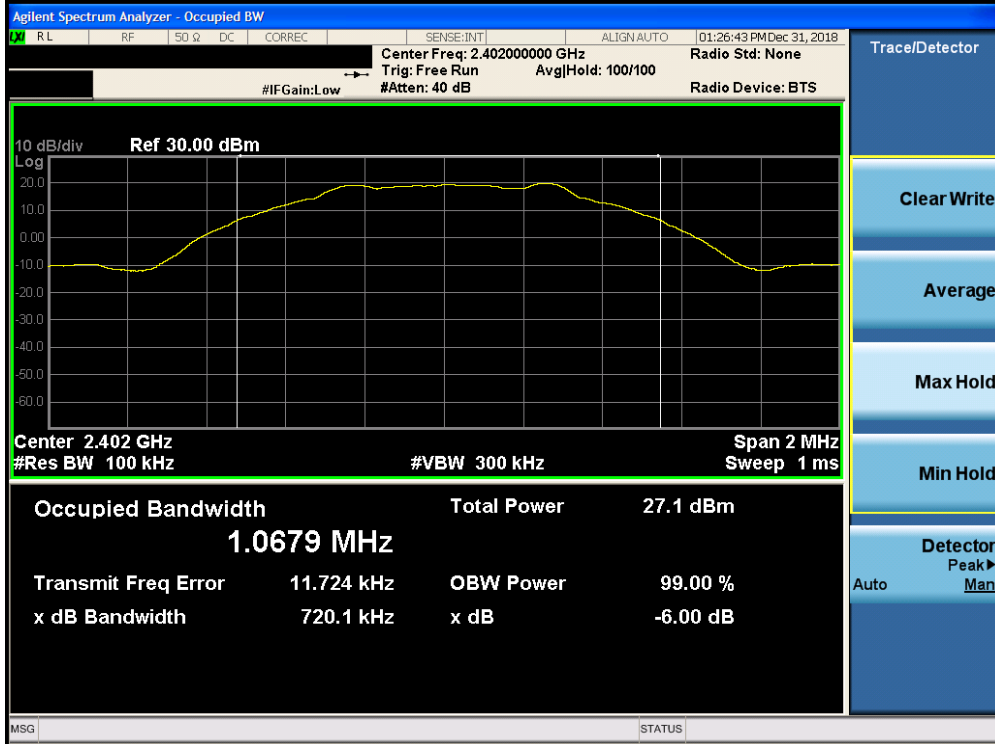 Agilent Spectrum Analyzer - Occupied BW
LXI RL RF 50 Ω DC CORREC SENSE:INT ALIGN AUTO 01:26:43 PM Dec 31, 2018
Center Freq: 2.402000000 GHz Radio Std: None
Trig: Free Run Avg|Hold: 100/100
#IFGain:Low #Atten: 40 dB Radio Device: BTS
Trace/Detector
10 dB/div Ref 30.00 dBm
Log
20.0
10.0
0.00
-10.0
-20.0
-30.0
-40.0
-50.0
-60.0
Center 2.402 GHz Span 2 MHz
#Res BW 100 kHz #VBW 300 kHz Sweep 1 ms
Occupied Bandwidth Total Power 27.1 dBm
1.0679 MHz
Transmit Freq Error 11.724 kHz OBW Power 99.00 %
x dB Bandwidth 720.1 kHz x dB -6.00 dB
Clear Write
Average
Max Hold
Min Hold
Detector
Peak▶
Auto Man
MSG STATUS